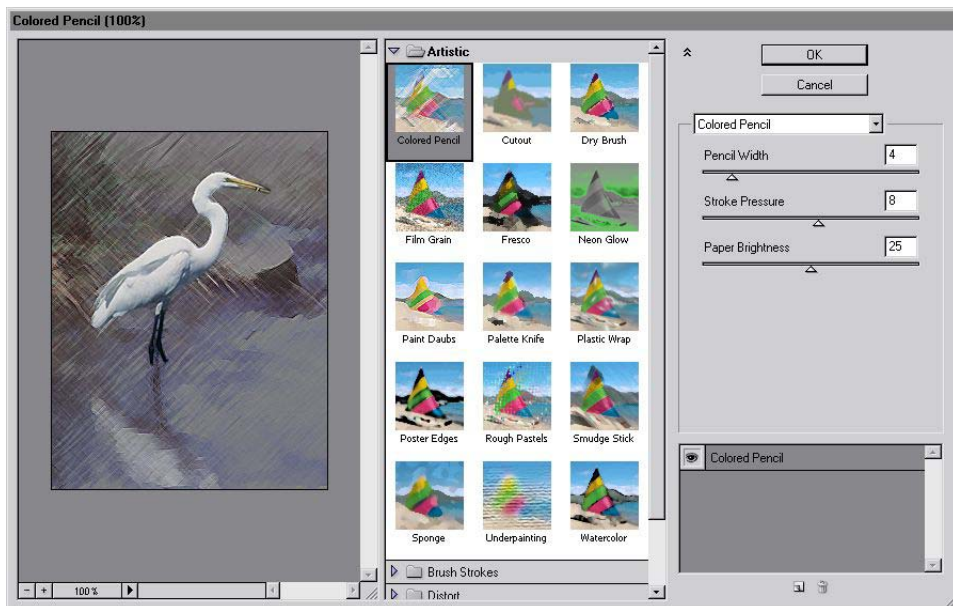 Colored Pencil (100%)
Artistic
Colored Pencil
Cutout
Dry Brush
Film Grain
Fresco
Neon Glow
Paint Daubs
Palette Knife
Plastic Wrap
Poster Edges
Rough Pastels
Smudge Stick
Sponge
Underpainting
Watercolor
Brush Strokes
Distort
- + 100%
OK
Cancel
Colored Pencil
Pencil Width 4
Stroke Pressure 8
Paper Brightness 25
Colored Pencil